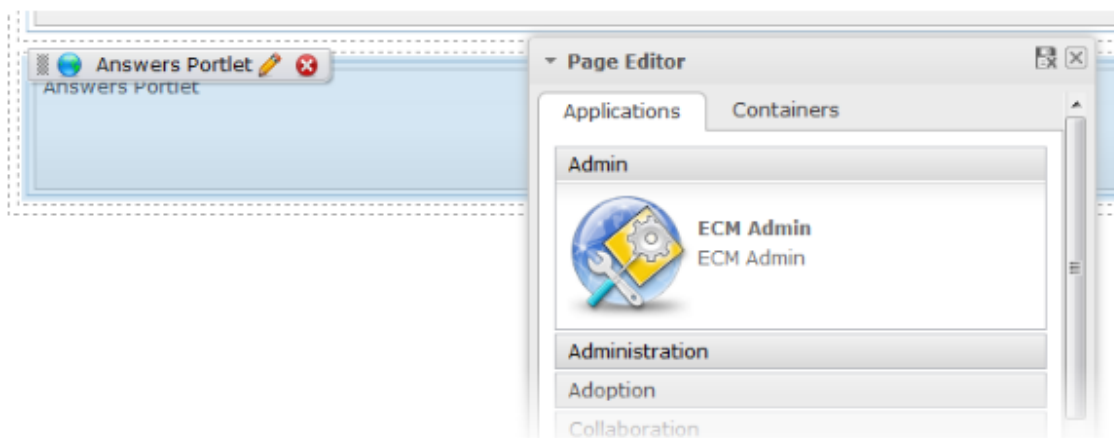 Answers Portlet
Answers Portlet
Page Editor
Applications
Containers
Admin
ECM Admin
ECM Admin
Administration
Adoption
Collaboration